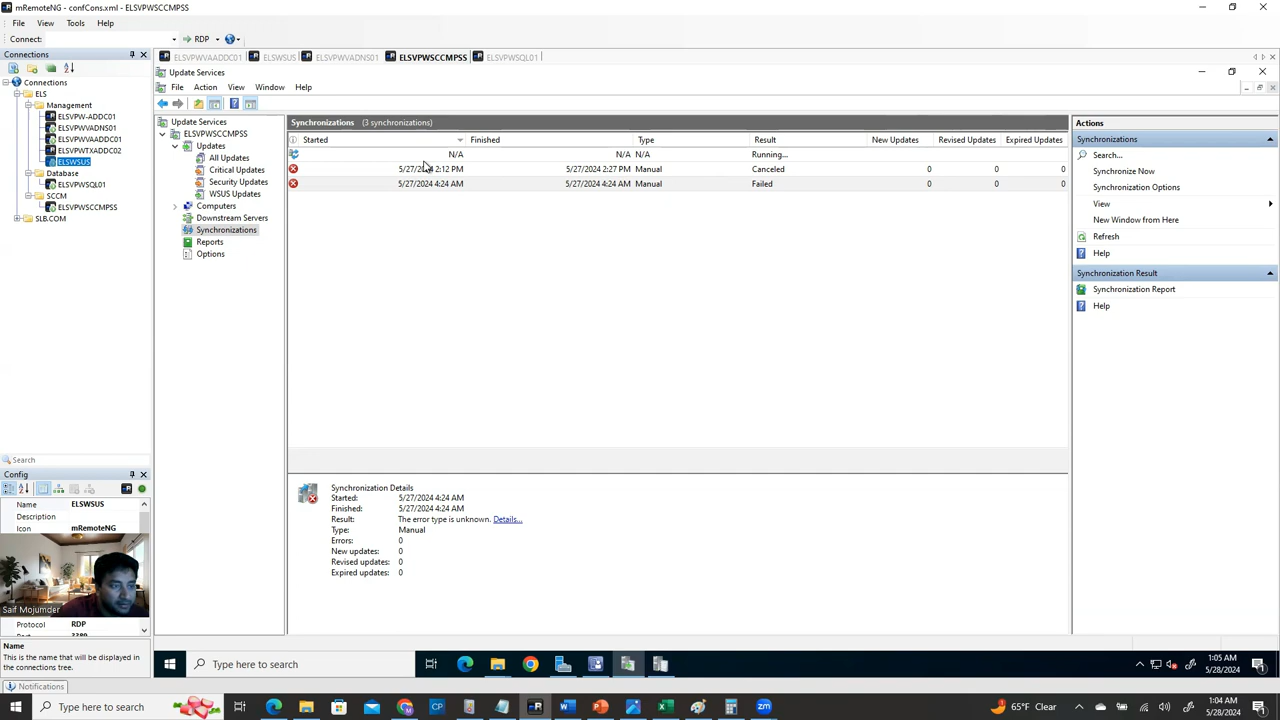 mRemoteNG - confCons.xml - ELSVPWSCCMPSS
File View Tools Help
Connect: RDP
Connections
Connections
ELS
Management
ELSVPW-ADDC01
ELSVPWVADNS01
ELSVPWVAADDC01
ELSVPWTXADDC02
ELSWSUS
Database
ELSVPWSQL01
SCCM
ELSVPWSCCMPSS
SLB.COM
Search
Config
Name ELSWSUS
Description
Icon mRemoteNG
Saif Mojumder
Protocol RDP
Name
This is the name that will be displayed in the connections tree.
Notifications
ELSVPWVAADDC01 ELSWSUS ELSVPWVADNS01 ELSVPWSCCMPSS ELSVPWSQL01
Update Services
File Action View Window Help
Update Services
ELSVPWSCCMPSS
Updates
All Updates
Critical Updates
Security Updates
WSUS Updates
Computers
Downstream Servers
Synchronizations
Reports
Options
Synchronizations (3 synchronizations)
Started Finished Type Result New Updates Revised Updates Expired Updates
N/A N/A N/A Running...
5/27/2024 2:12 PM 5/27/2024 2:27 PM Manual Canceled 0 0 0
5/27/2024 4:24 AM 5/27/2024 4:24 AM Manual Failed 0 0 0
Synchronization Details
Started: 5/27/2024 4:24 AM
Finished: 5/27/2024 4:24 AM
Result: The error type is unknown. Details...
Type: Manual
Errors: 0
New updates: 0
Revised updates: 0
Expired updates: 0
Actions
Synchronizations
Search...
Synchronize Now
Synchronization Options
View
New Window from Here
Refresh
Help
Synchronization Result
Synchronization Report
Help
Type here to search
1:05 AM
5/28/2024
Type here to search
65°F Clear
1:04 AM
5/28/2024